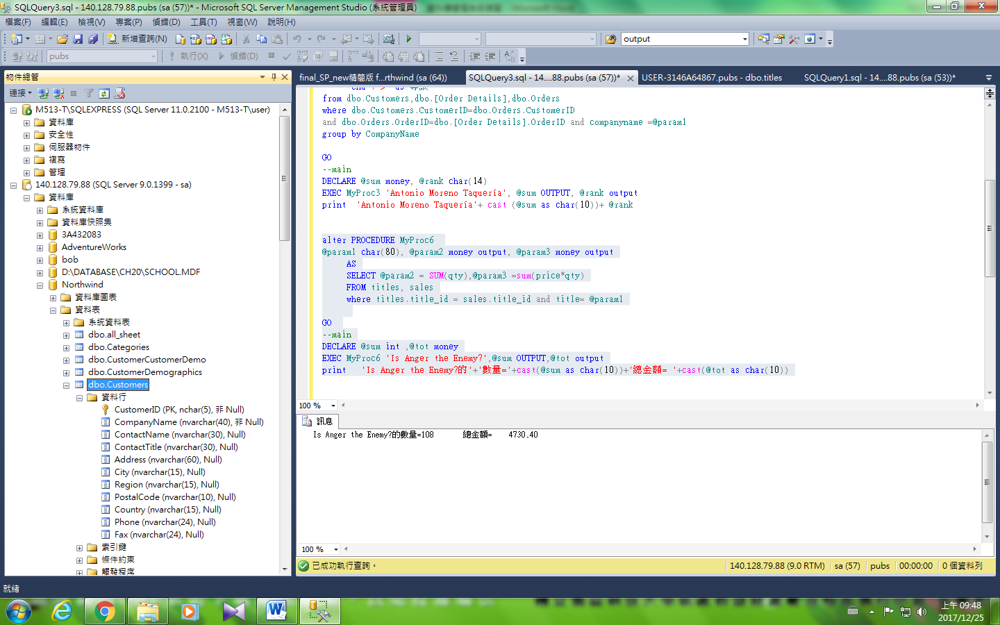 SQLQuery3.sql - 140.128.79.88.pubs (sa (57))* - Microsoft SQL Server Management Studio (系統管理員)
檔案(F) 編輯(E) 檢視(V) 專案(P) 偵錯(D) 工具(T) 視窗(W) 說明(H)
新增查詢(N) output
pubs 執行(X) 偵錯(D)
物件總管
連接
M513-T\SQLEXPRESS (SQL Server 11.0.2100 - M513-T\user)
資料庫
安全性
伺服器物件
複寫
管理
140.128.79.88 (SQL Server 9.0.1399 - sa)
資料庫
系統資料庫
資料庫快照集
3A432083
AdventureWorks
bob
D:\DATABASE\CH20\SCHOOL.MDF
Northwind
資料庫圖表
資料表
系統資料表
dbo.all_sheet
dbo.Categories
dbo.CustomerCustomerDemo
dbo.CustomerDemographics
dbo.Customers
資料行
CustomerID (PK, nchar(5), 非 Null)
CompanyName (nvarchar(40), 非 Null)
ContactName (nvarchar(30), Null)
ContactTitle (nvarchar(30), Null)
Address (nvarchar(60), Null)
City (nvarchar(15), Null)
Region (nvarchar(15), Null)
PostalCode (nvarchar(10), Null)
Country (nvarchar(15), Null)
Phone (nvarchar(24), Null)
Fax (nvarchar(24), Null)
索引鍵
條件約束
觸發程序
final_SP_new精簡版 f...rthwind (sa (64)) SQLQuery3.sql - 14....88.pubs (sa (57))* USER-3146A64867.pubs - dbo.titles SQLQuery1.sql - 14....88.pubs (sa (53))*
from dbo.Customers,dbo.[Order Details],dbo.Orders
where dbo.Customers.CustomerID=dbo.Orders.CustomerID
and dbo.Orders.OrderID=dbo.[Order Details].OrderID and companyname =@param1
group by CompanyName
GO
--main
DECLARE @sum money, @rank char(14)
EXEC MyProc3 'Antonio Moreno Taquería', @sum OUTPUT, @rank output
print 'Antonio Moreno Taquería'+ cast (@sum as char(10))+ @rank
alter PROCEDURE MyProc6
@param1 char(80), @param2 money output, @param3 money output
AS
SELECT @param2 = SUM(qty),@param3 =sum(price*qty)
FROM titles, sales
where titles.title_id = sales.title_id and title= @param1
GO
--main
DECLARE @sum int ,@tot money
EXEC MyProc6 'Is Anger the Enemy?',@sum OUTPUT,@tot output
print 'Is Anger the Enemy?的'+'數量='+cast(@sum as char(10))+'總金額= '+cast(@tot as char(10))
100 %
訊息
Is Anger the Enemy?的數量=108 總金額= 4730.40
100 %
已成功執行查詢。 140.128.79.88 (9.0 RTM) sa (57) pubs 00:00:00 0 個資料列
就緒
上午 09:48
2017/12/25